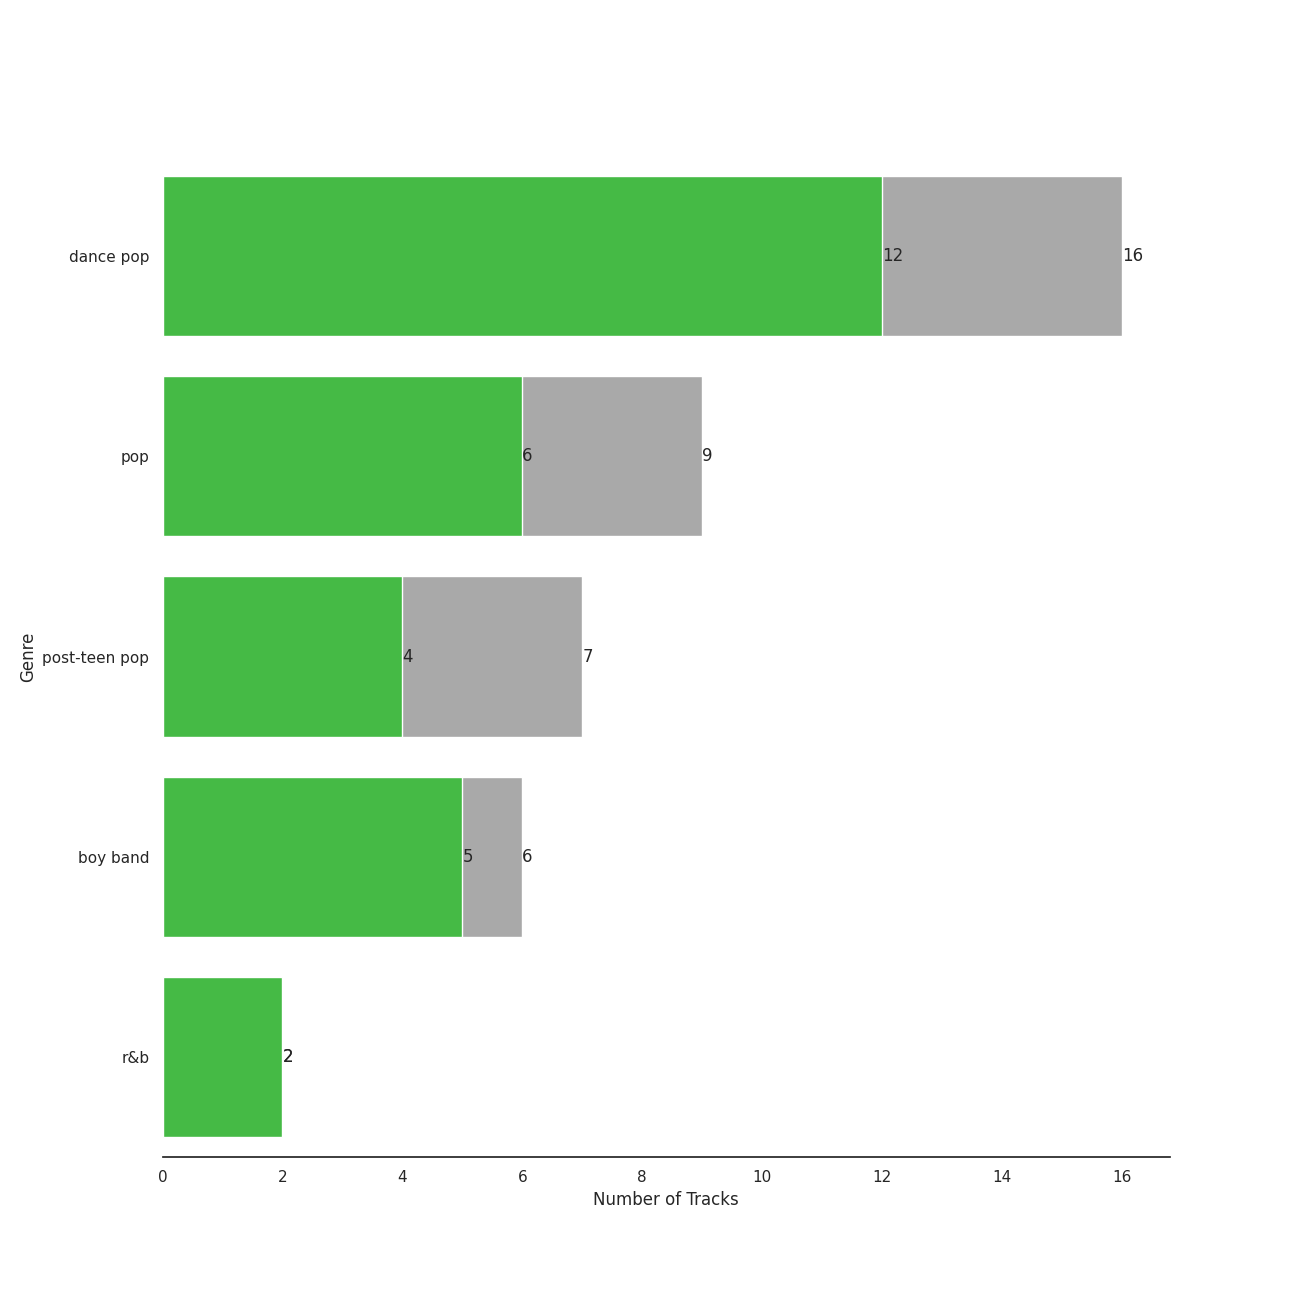 dance pop 12 16
pop 6 9
post-teen pop 4 7
boy band 5 6
r&b 2
Genre
0 2 4 6 8 10 12 14 16
Number of Tracks